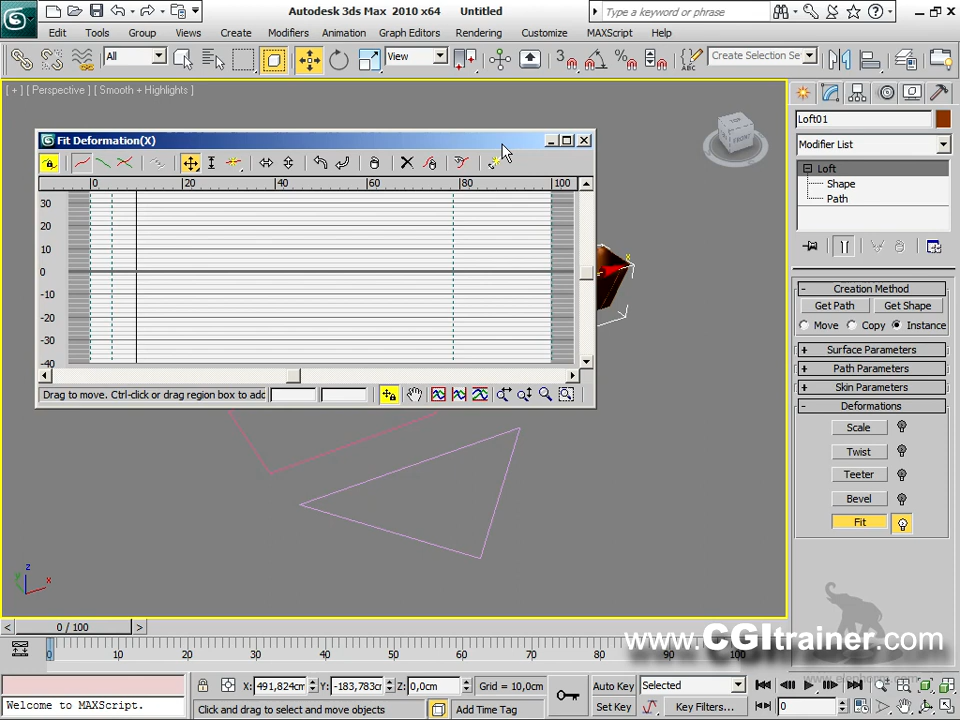 Autodesk 3ds Max 2010 x64 Untitled
Type a keyword or phrase
Edit Tools Group Views Create Modifiers Animation Graph Editors Rendering Customize MAXScript Help
All View 3 Create Selection Se
[ + ] [ Perspective ] [ Smooth + Highlights ]
Fit Deformation(X)
0 20 40 60 80 100
30
20
10
0
-10
-20
-30
-40
Drag to move. Ctrl-click or drag region box to add
TOP
FRONT
x
Loft01
Modifier List
Loft
Shape
Path
- Creation Method
Get Path Get Shape
Move Copy Instance
+ Surface Parameters
+ Path Parameters
+ Skin Parameters
- Deformations
Scale
Twist
Teeter
Bevel
Fit
z
y x
< 0 / 100 >
0 10 20 30 40 50 60 70 80 90 100
www.CGItrainer.com
X: 491,824cm Y: -183,783cm Z: 0,0cm Grid = 10,0cm Auto Key Selected
Welcome to MAXScript. Click and drag to select and move objects Add Time Tag Set Key Key Filters... 0